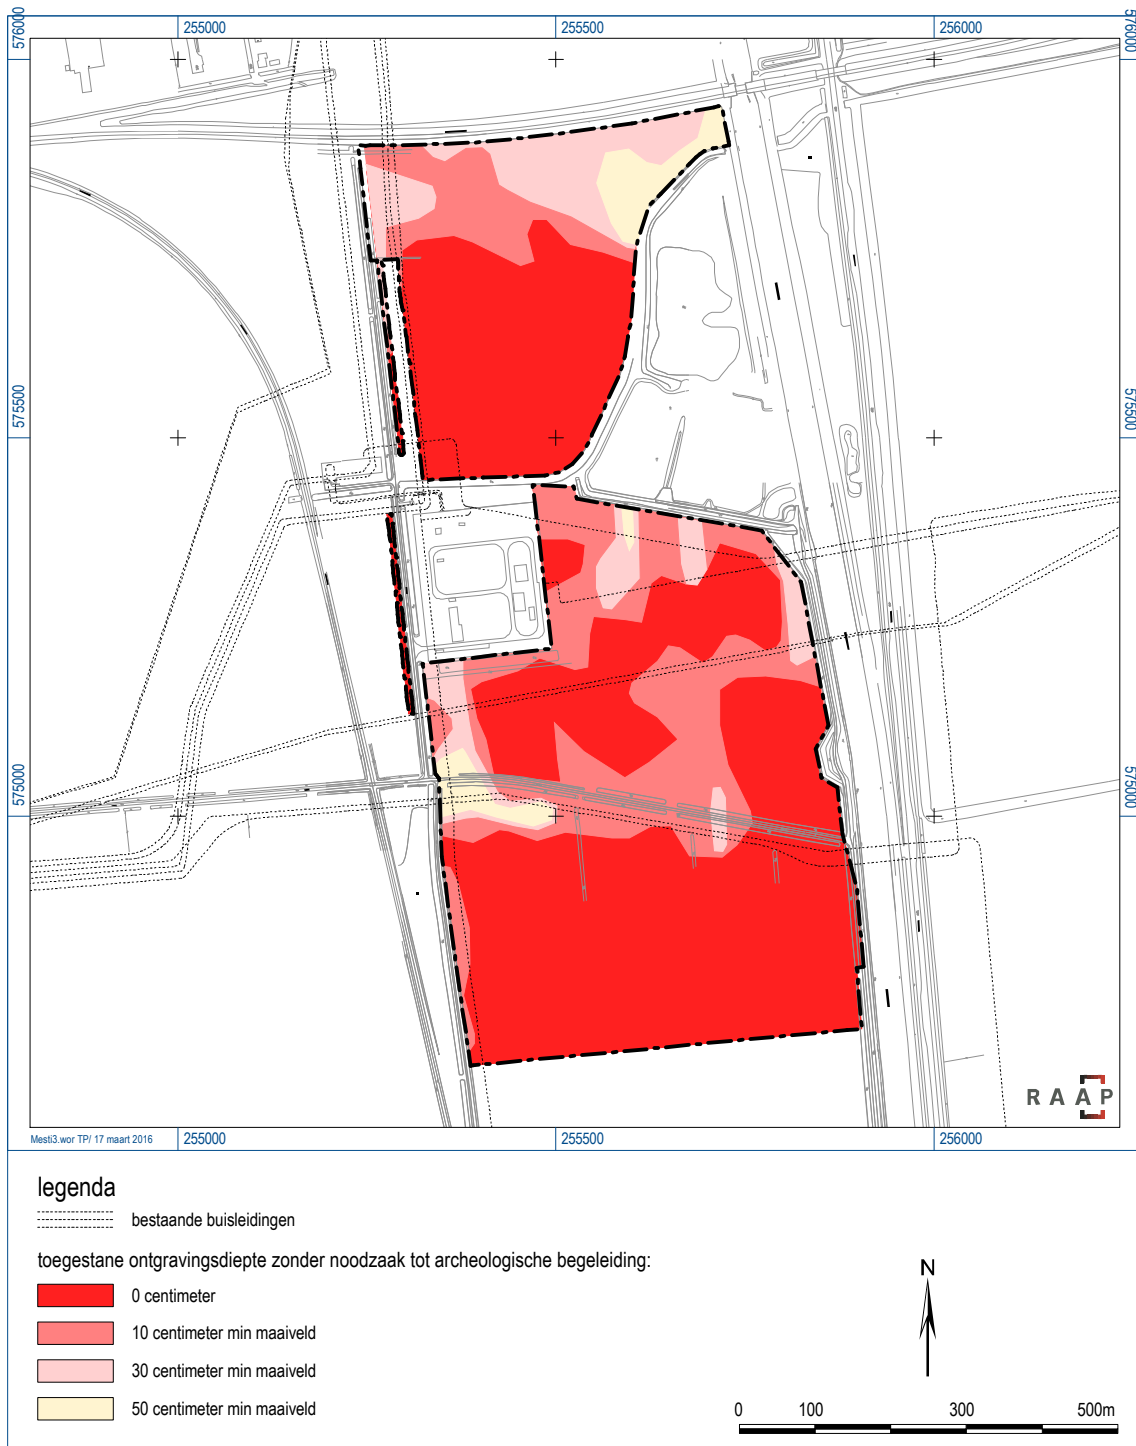 255000 255500 256000
576000 576000
575500 575500
575000 575000
RAAP
Mesti3.wor TP/ 17 maart 2016
255000 255500 256000
legenda
bestaande buisleidingen
toegestane ontgravingsdiepte zonder noodzaak tot archeologische begeleiding:
0 centimeter
10 centimeter min maaiveld
30 centimeter min maaiveld
50 centimeter min maaiveld
N
0 100 300 500m